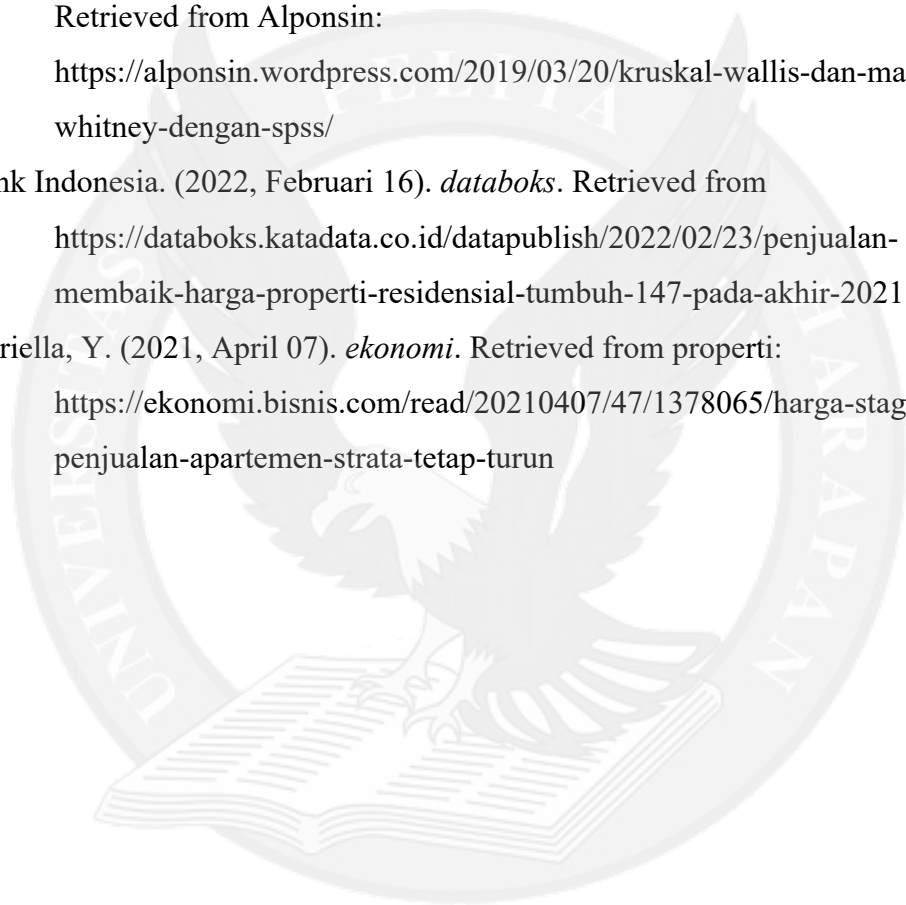 Retrieved from Alponsin:
https://alponsin.wordpress.com/2019/03/20/kruskal-wallis-dan-ma
whitney-dengan-spss/
nk Indonesia. (2022, Februari 16). databoks. Retrieved from
https://databoks.katadata.co.id/datapublish/2022/02/23/penjualan-
membaik-harga-properti-residensial-tumbuh-147-pada-akhir-2021
riella, Y. (2021, April 07). ekonomi. Retrieved from properti:
https://ekonomi.bisnis.com/read/20210407/47/1378065/harga-stag
penjualan-apartemen-strata-tetap-turun
UNIVERSITAS PELITA HARAPAN